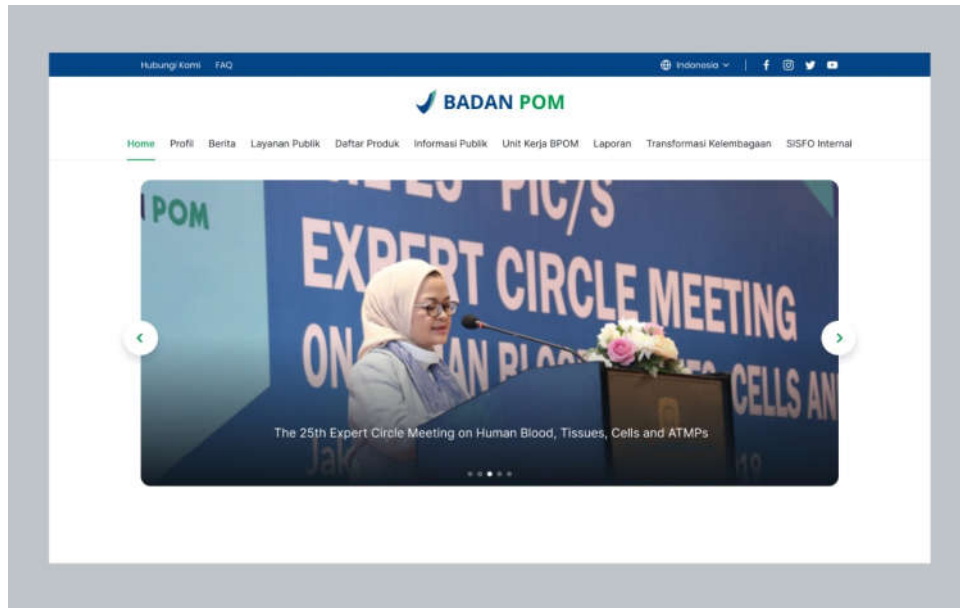 Hubungi Kami FAQ Indonesia
BADAN POM
Home Profil Berita Layanan Publik Daftar Produk Informasi Publik Unit Kerja BPOM Laporan Transformasi Kelembagaan SISFO Internal
POM
PIC/S
EXPERT CIRCLE MEETING
ON CELLS AN
The 25th Expert Circle Meeting on Human Blood, Tissues, Cells and ATMPs